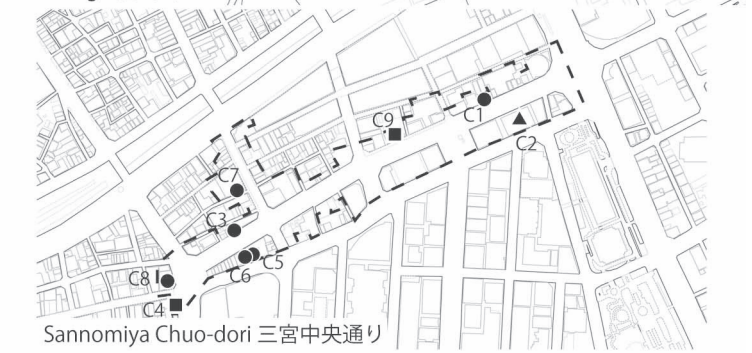 C9
C1
C2
C7
C3
C6 C5
C8
C4
Sannomiya Chuo-dori 三宮中央通り